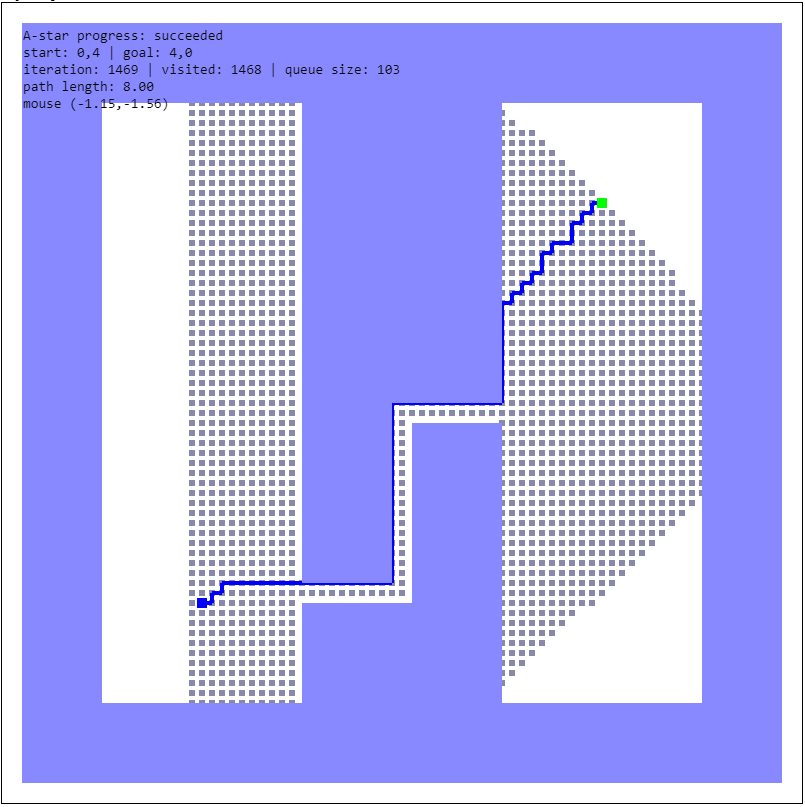 A-star progress: succeeded
start: 0,4 | goal: 4,0
iteration: 1469 | visited: 1468 | queue size: 103
path length: 8.00
mouse (-1.15,-1.56)